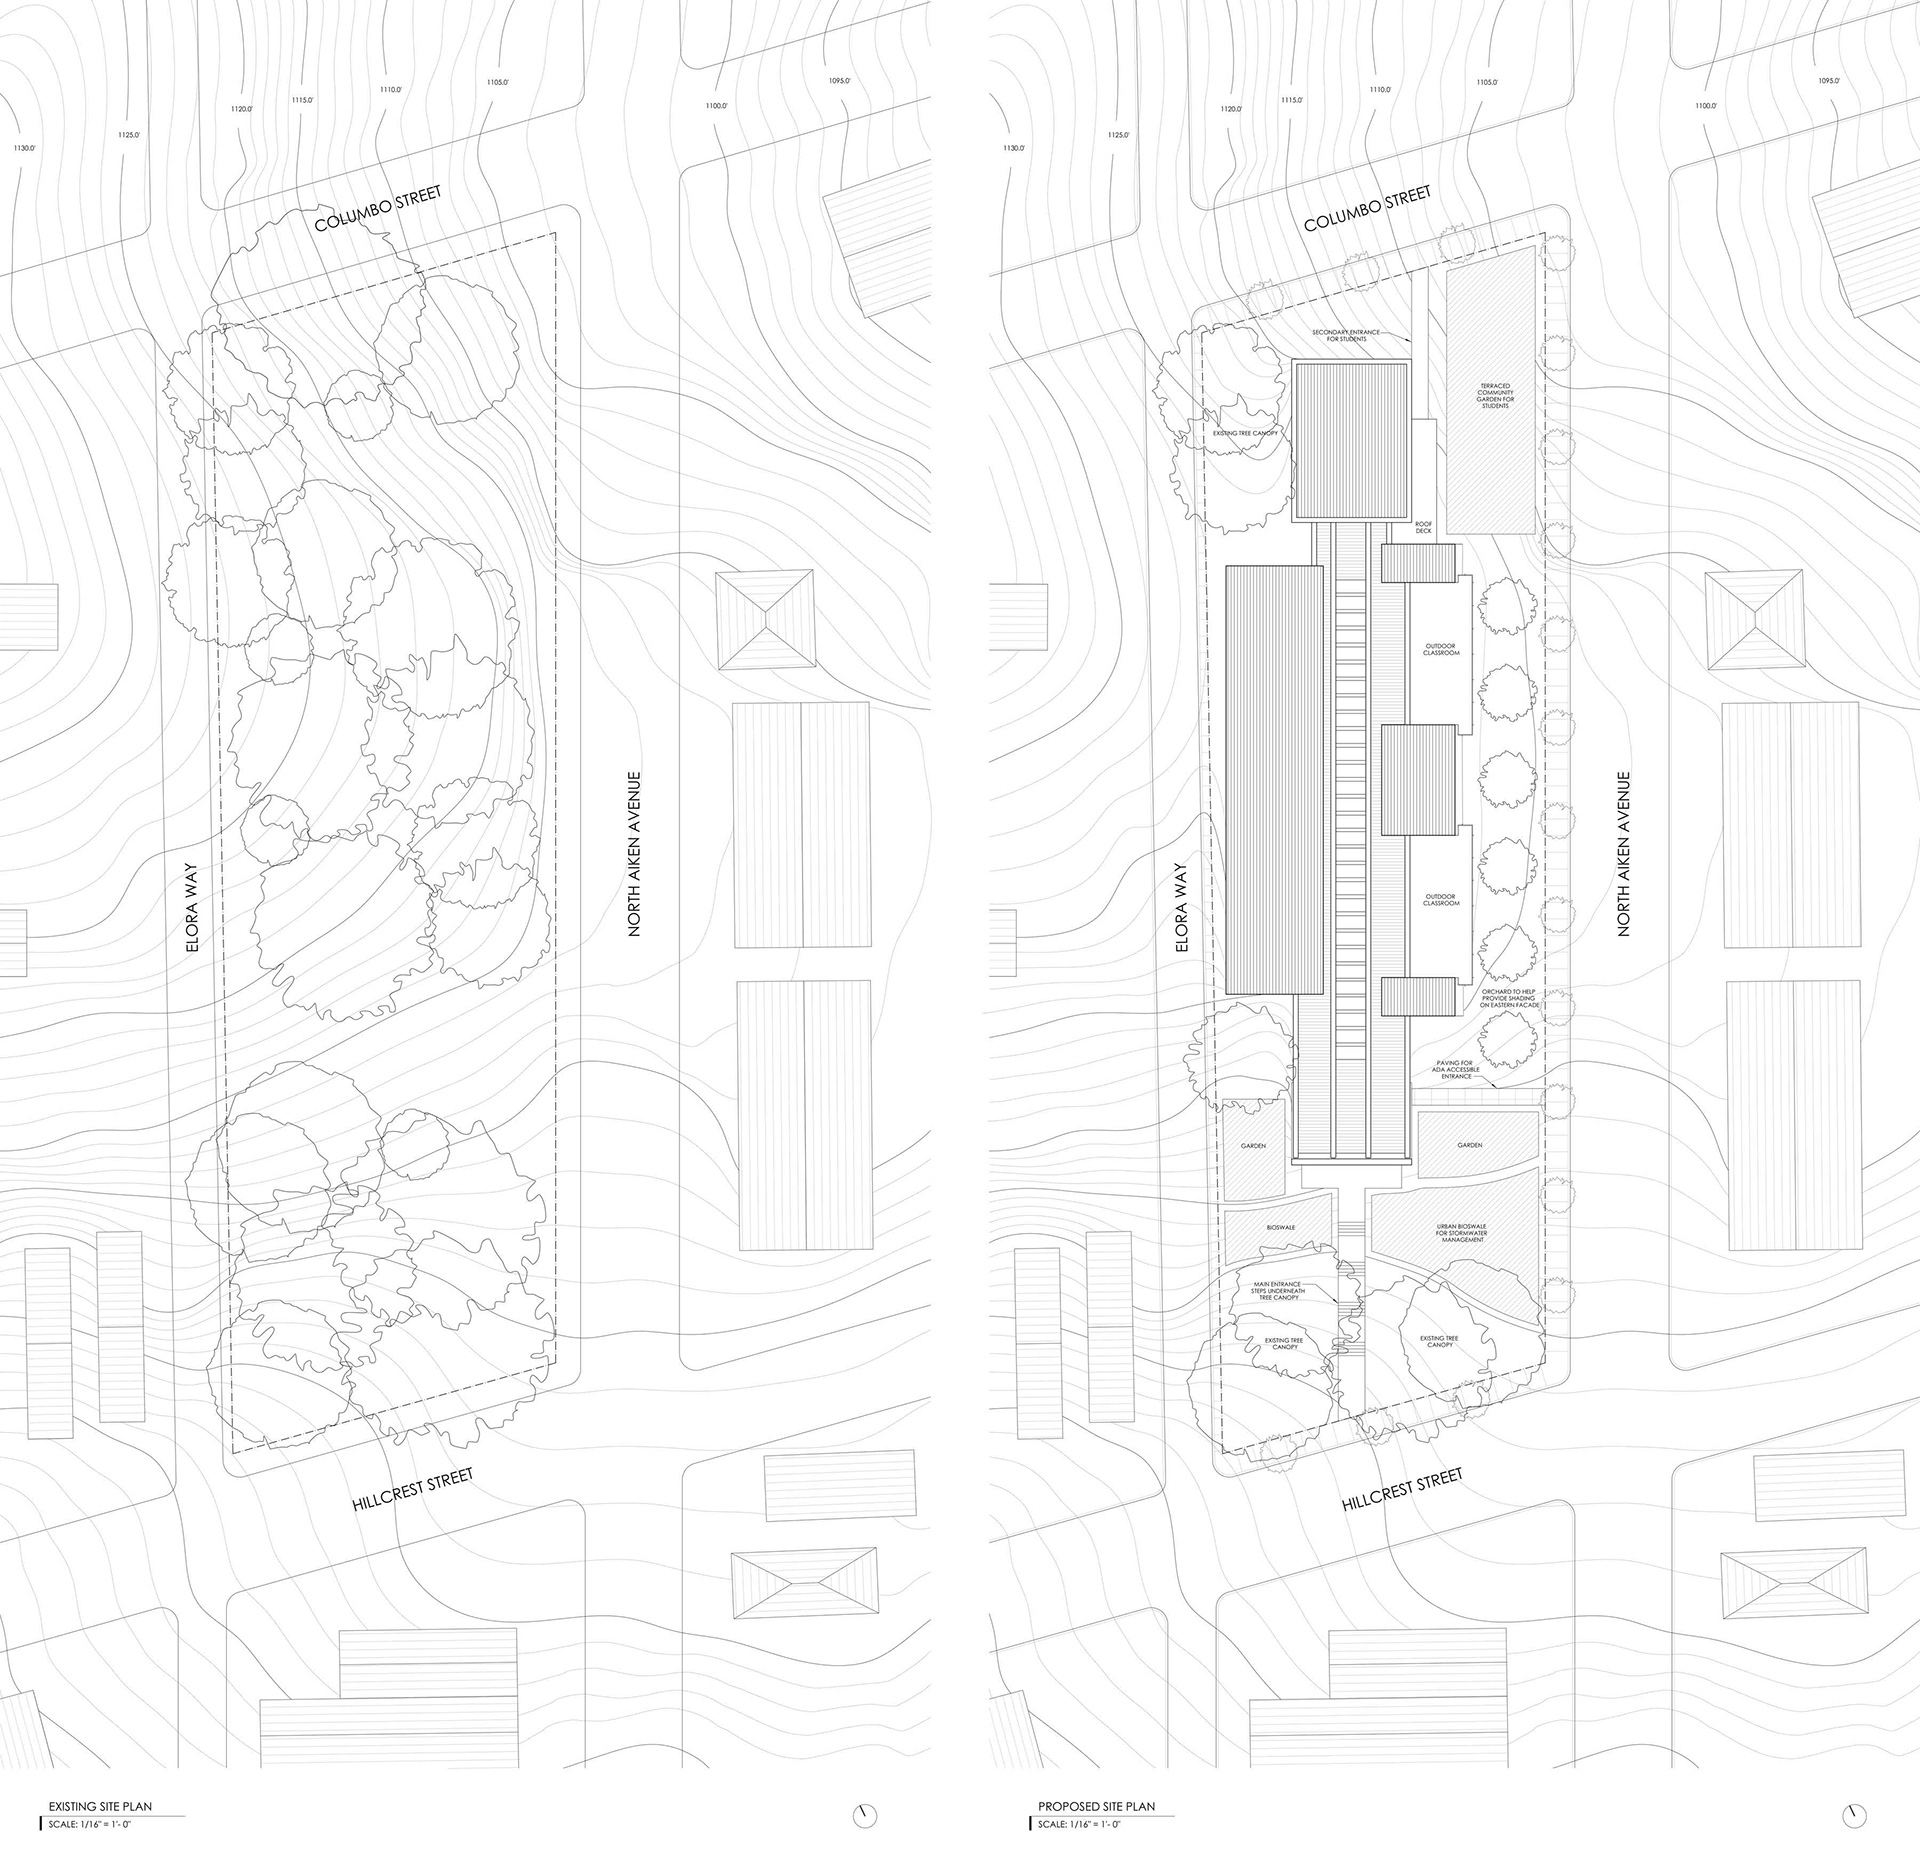 1130.0'
1125.0'
1120.0'
1115.0'
1110.0'
1105.0'
1100.0'
1095.0'
COLUMBO STREET
ELORA WAY
NORTH AIKEN AVENUE
HILLCREST STREET
EXISTING SITE PLAN
SCALE: 1/16" = 1'- 0"
1130.0'
1125.0'
1120.0'
1115.0'
1110.0'
1105.0'
1100.0'
1095.0'
COLUMBO STREET
SECONDARY ENTRANCE
FOR STUDENTS
TERRACED
COMMUNITY
GARDEN FOR
STUDENTS
EXISTING TREE CANOPY
ROOF
DECK
OUTDOOR
CLASSROOM
ELORA WAY
NORTH AIKEN AVENUE
OUTDOOR
CLASSROOM
ORCHARD TO HELP
PROVIDE SHADING
ON EASTERN FACADE
PAVING FOR
ADA ACCESSIBLE
ENTRANCE
GARDEN
GARDEN
BIOSWALE
URBAN BIOSWALE
FOR STORMWATER
MANAGEMENT
MAIN ENTRANCE
STEPS UNDERNEATH
TREE CANOPY
EXISTING TREE
CANOPY
EXISTING TREE
CANOPY
HILLCREST STREET
PROPOSED SITE PLAN
SCALE: 1/16" = 1'- 0"